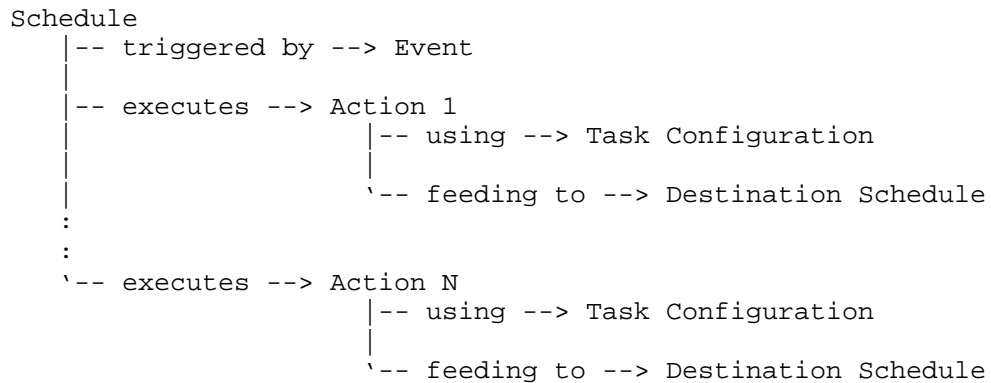 Schedule
   |-- triggered by --> Event
   |
   |-- executes --> Action 1
   |                  |-- using --> Task Configuration
   |                  |
   |                  '-- feeding to --> Destination Schedule
   :
   :
   '-- executes --> Action N
                      |-- using --> Task Configuration
                      |
                      '-- feeding to --> Destination Schedule